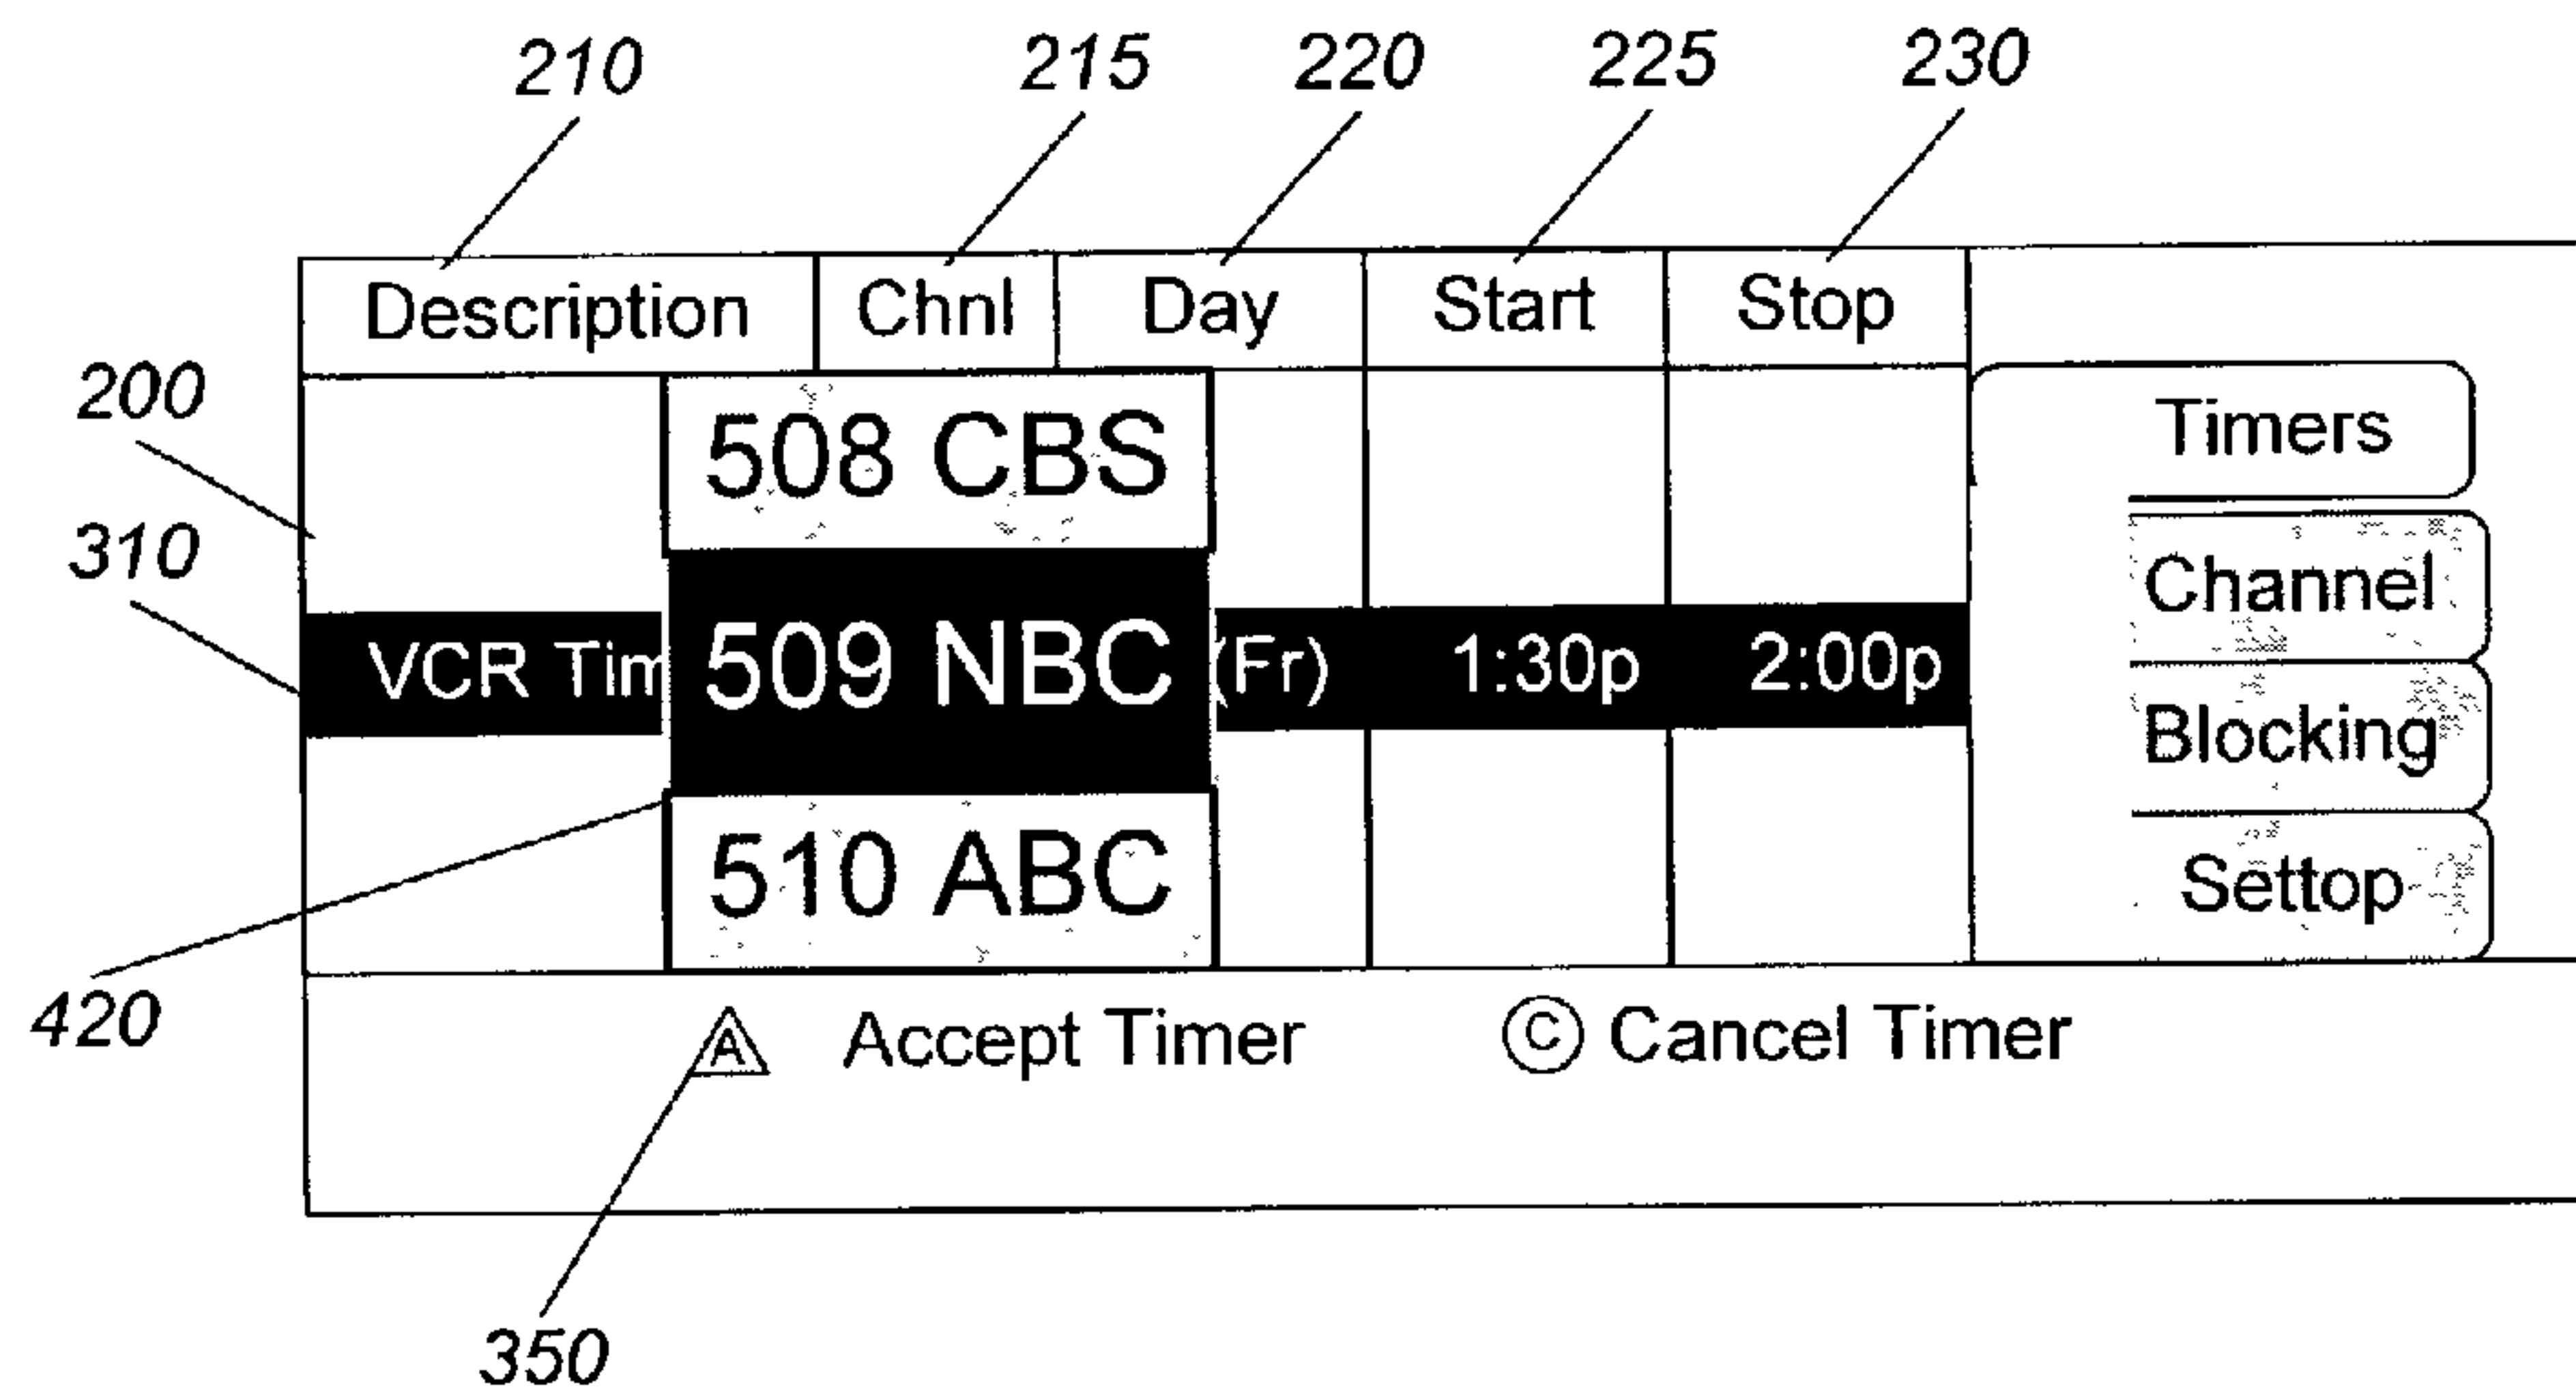 210 215 220 225 230
Description Chnl Day Start Stop
200
508 CBS
Timers
310
Channel
VCR Tim 509 NBC (Fr) 1:30p 2:00p
Blocking
510 ABC
Settop
420
A Accept Timer C Cancel Timer
350